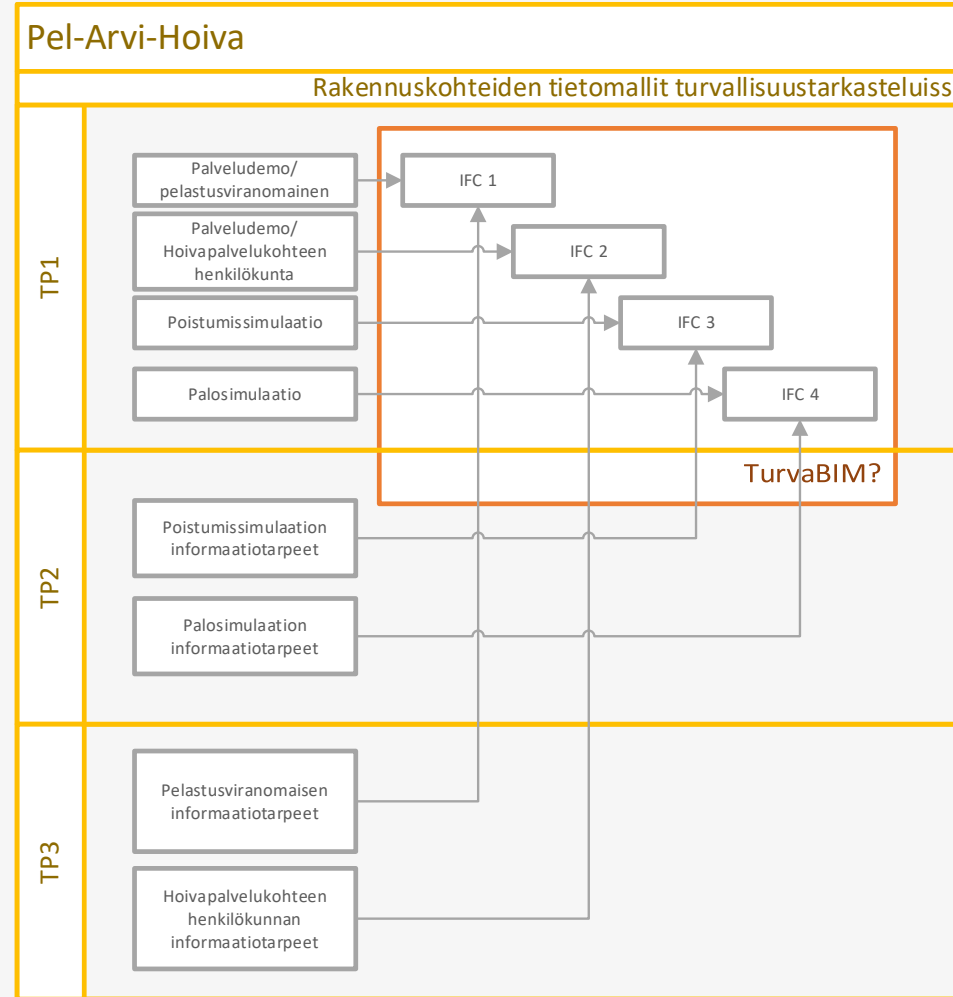 Pel-Arvi-Hoiva
Rakennuskohteiden tietomallit turvallisuustarkasteluiss
TP1
Palveludemo/
pelastusviranomainen
IFC 1
Palveludemo/
Hoivapalvelukohteen
henkilökunta
IFC 2
Poistumissimulaatio
IFC 3
Palosimulaatio
IFC 4
TurvaBIM?
TP2
Poistumissimulaation
informaatiotarpeet
Palosimulaation
informaatiotarpeet
TP3
Pelastusviranomaisen
informaatiotarpeet
Hoivapalvelukohteen
henkilökunnan
informaatiotarpeet